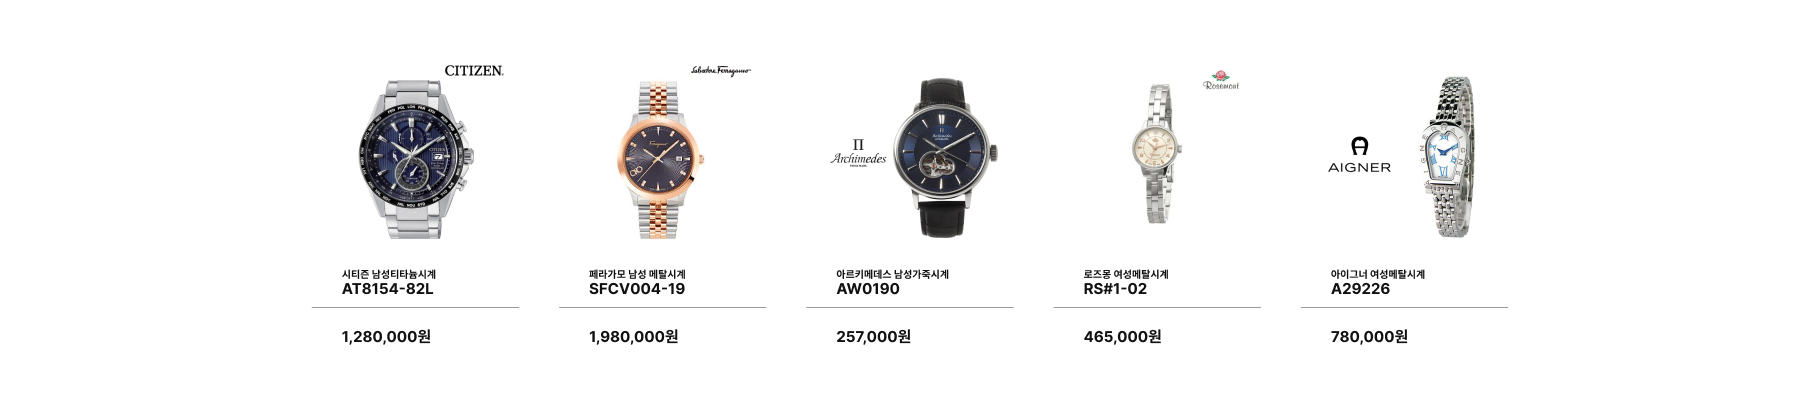 CITIZEN
시티즌 남성티타늄시계
AT8154-82L
1,280,000원
Salvatore Ferragamo
페라가모 남성 메탈시계
SFCV004-19
1,980,000원
Archimedes
아르키메데스 남성가죽시계
AW0190
257,000원
Rosemont
로즈몽 여성메탈시계
RS#1-02
465,000원
AIGNER
아이그너 여성메탈시계
A29226
780,000원